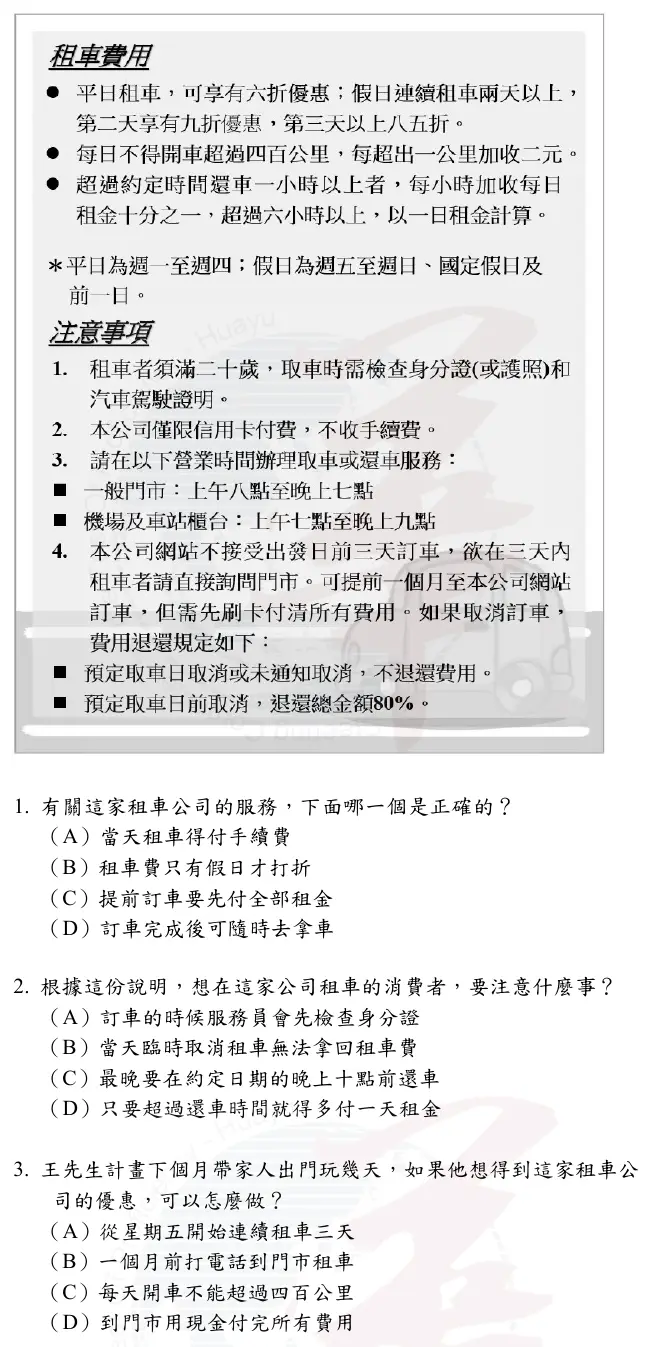 租車費用
● 平日租車，可享有六折優惠；假日連續租車兩天以上，
第二天享有九折優惠，第三天以上八五折。
● 每日不得開車超過四百公里，每超出一公里加收二元。
● 超過約定時間還車一小時以上者，每小時加收每日
租金十分之一，超過六小時以上，以一日租金計算。
＊平日為週一至週四；假日為週五至週日、國定假日及
前一日。
注意事項
1. 租車者須滿二十歲，取車時需檢查身分證(或護照)和
汽車駕駛證明。
2. 本公司僅限信用卡付費，不收手續費。
3. 請在以下營業時間辦理取車或還車服務：
■ 一般門市：上午八點至晚上七點
■ 機場及車站櫃台：上午七點至晚上九點
4. 本公司網站不接受出發日前三天訂車，欲在三天內
租車者請直接詢問門市。可提前一個月至本公司網站
訂車，但需先刷卡付清所有費用。如果取消訂車，
費用退還規定如下：
■ 預定取車日取消或未通知取消，不退還費用。
■ 預定取車日前取消，退還總金額80%。
1. 有關這家租車公司的服務，下面哪一個是正確的？
（A）當天租車得付手續費
（B）租車費只有假日才打折
（C）提前訂車要先付全部租金
（D）訂車完成後可隨時去拿車
2. 根據這份說明，想在這家公司租車的消費者，要注意什麼事？
（A）訂車的時候服務員會先檢查身分證
（B）當天臨時取消租車無法拿回租車費
（C）最晚要在約定日期的晚上十點前還車
（D）只要超過還車時間就得多付一天租金
3. 王先生計畫下個月帶家人出門玩幾天，如果他想得到這家租車公
司的優惠，可以怎麼做？
（A）從星期五開始連續租車三天
（B）一個月前打電話到門市租車
（C）每天開車不能超過四百公里
（D）到門市用現金付完所有費用